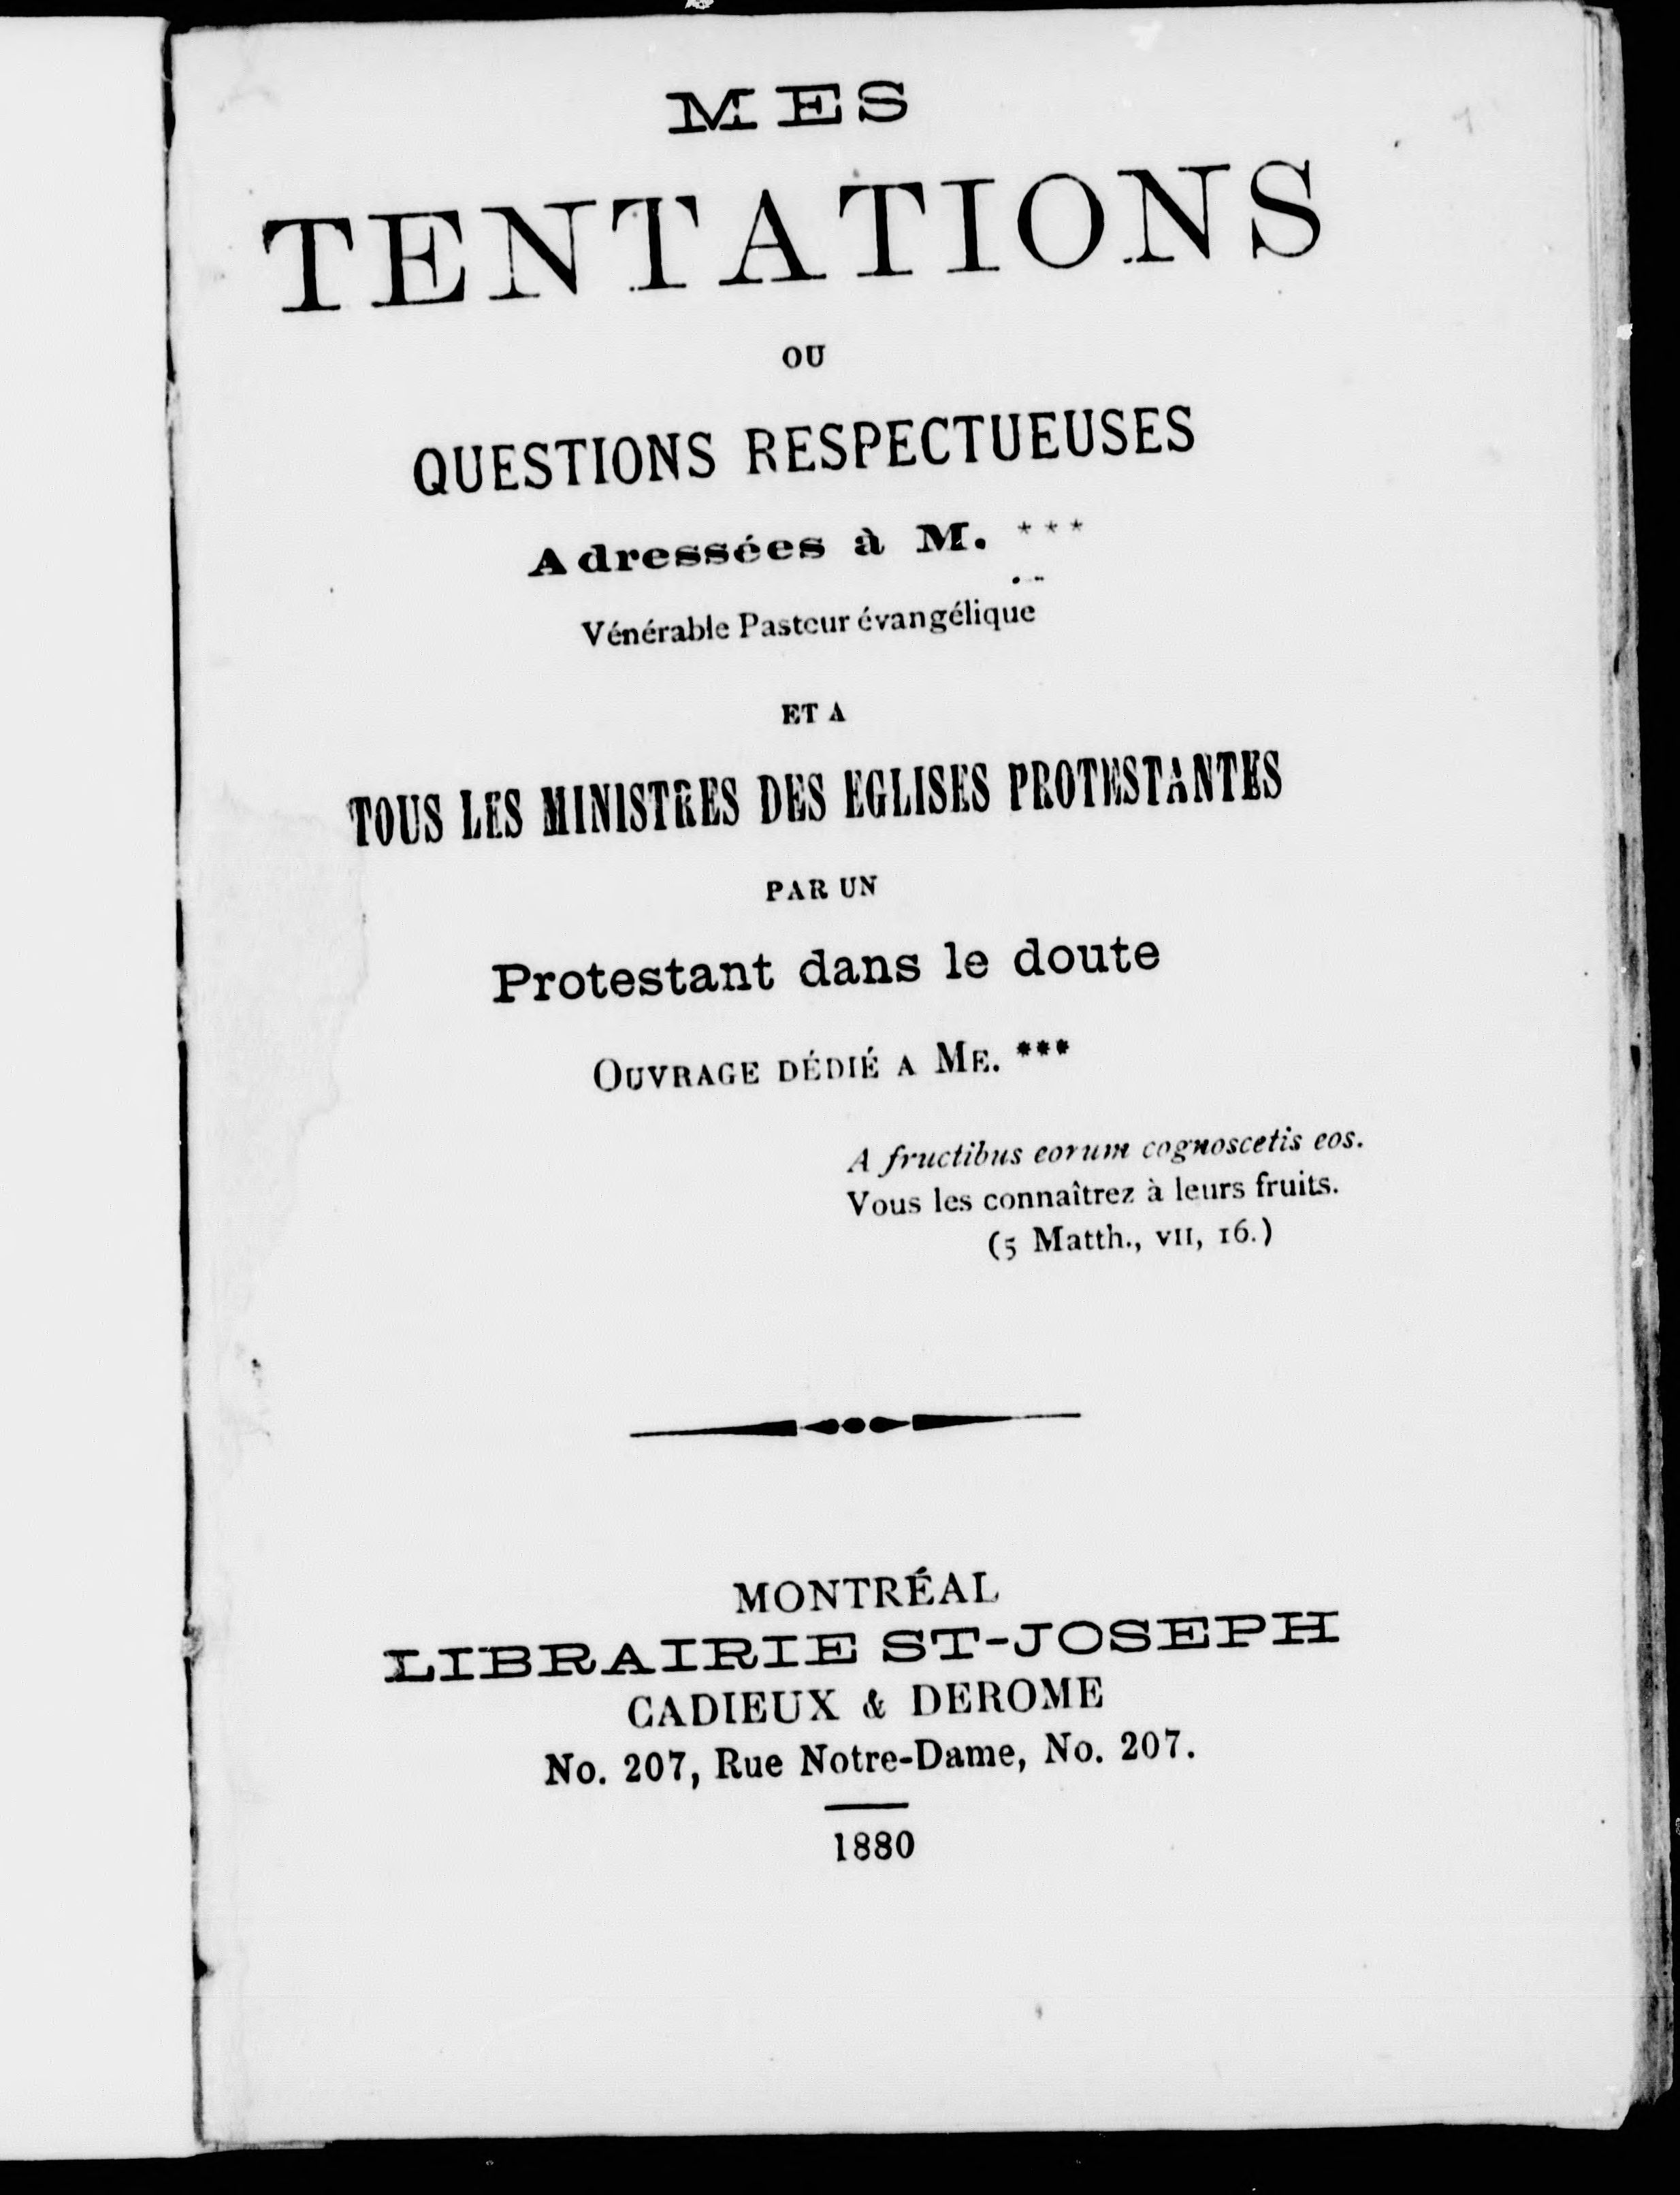 MES
TENTATIONS
OU
QUESTIONS RESPECTUEUSES
Adressées à M. ***
Vénérable Pasteur évangélique
ET A
TOUS LES MINISTRES DES EGLISES PROTESTANTES
PAR UN
Protestant dans le doute
OUVRAGE DÉDIÉ A ME. ***
A fructibus eorum cognoscetis eos.
Vous les connaîtrez à leurs fruits.
(5 Matth., VII, 16.)
MONTRÉAL
LIBRAIRIE ST-JOSEPH
CADIEUX & DEROME
No. 207, Rue Notre-Dame, No. 207.
1880